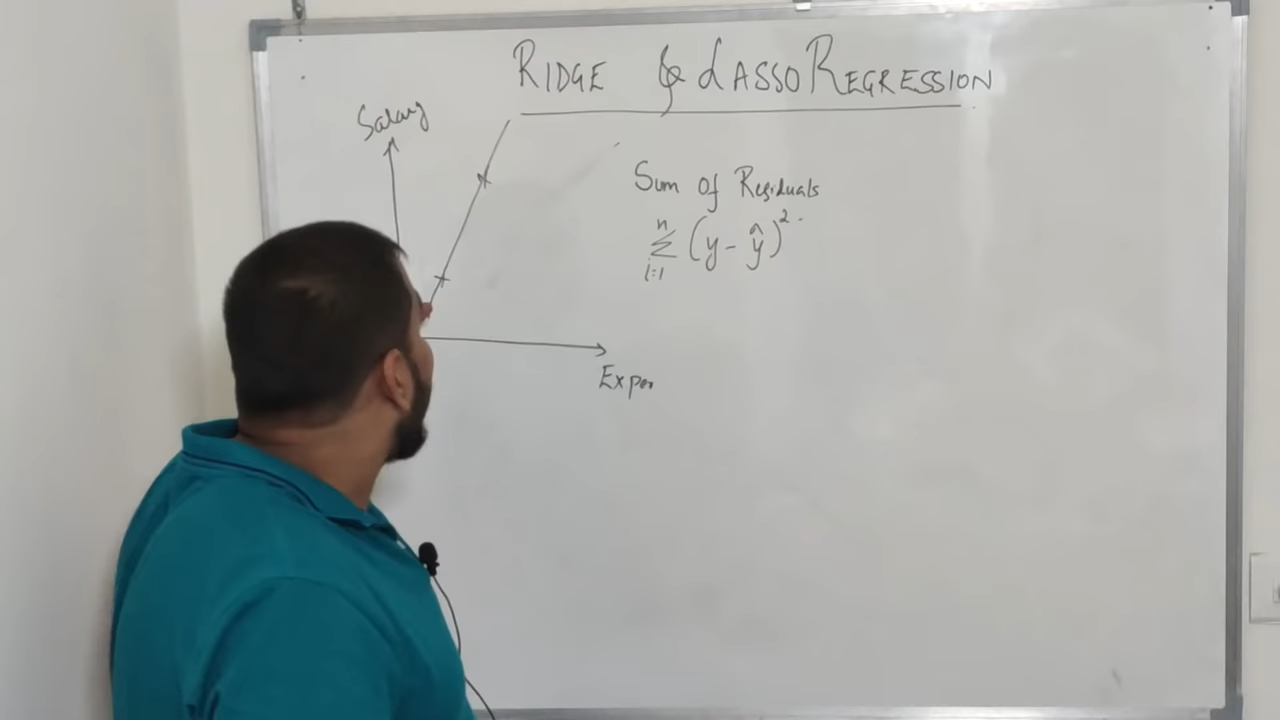 RIDGE & LASSO REGRESSION
Salary
Sum of Residuals
n
Σ (y - ŷ)²
i=1
Exper